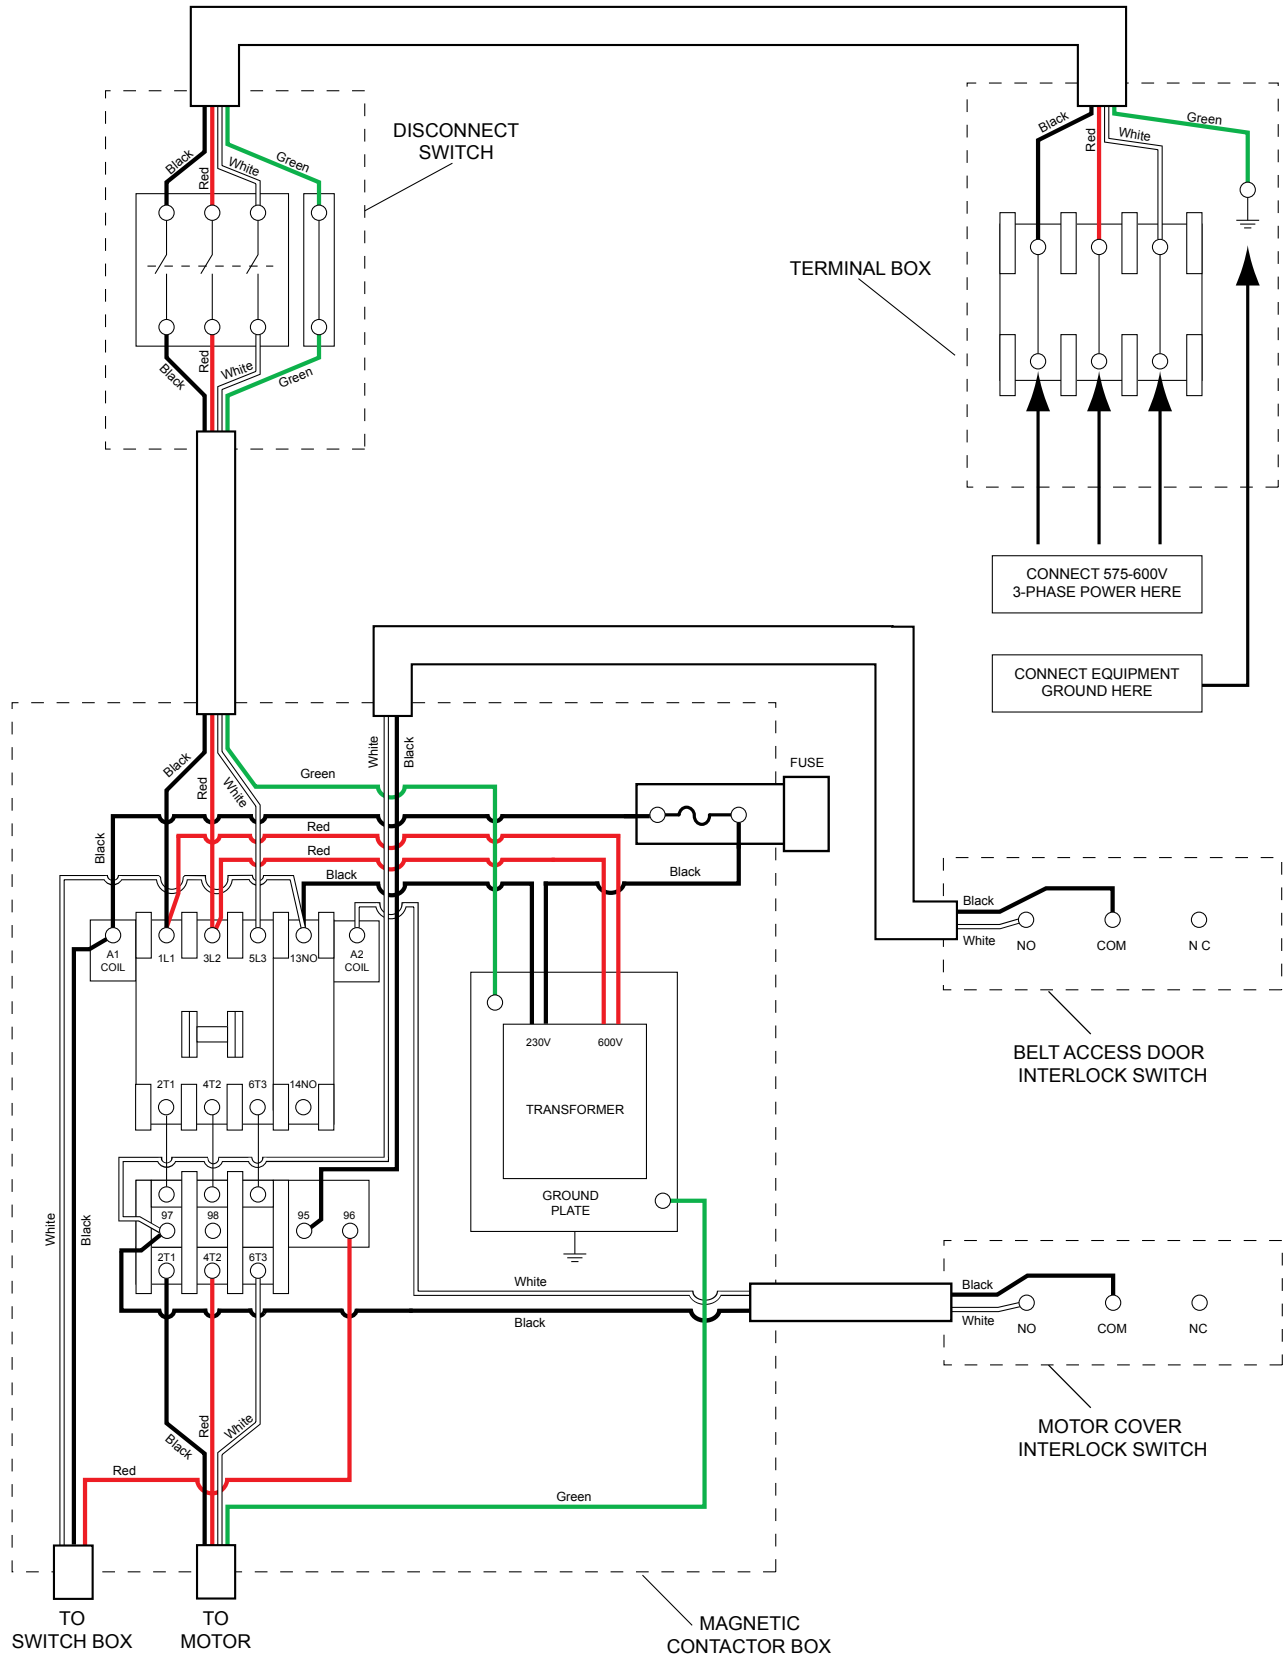 Black
Red
White
Green
DISCONNECT
SWITCH
Black
Red
White
Green
Black
Red
White
Green
TERMINAL BOX
CONNECT 575-600V
3-PHASE POWER HERE
CONNECT EQUIPMENT
GROUND HERE
Black
Red
White
Green
White
Black
FUSE
Black
Red
Red
Black
Black
A1
COIL
1L1
3L2
5L3
13NO
A2
COIL
2T1
4T2
6T3
14NO
230V
600V
TRANSFORMER
GROUND
PLATE
Black
White
NO
COM
N C
BELT ACCESS DOOR
INTERLOCK SWITCH
97
98
95
96
2T1
4T2
6T3
White
Black
White
Black
Black
White
NO
COM
NC
MOTOR COVER
INTERLOCK SWITCH
Black
Red
White
Red
Green
TO
SWITCH BOX
TO
MOTOR
MAGNETIC
CONTACTOR BOX